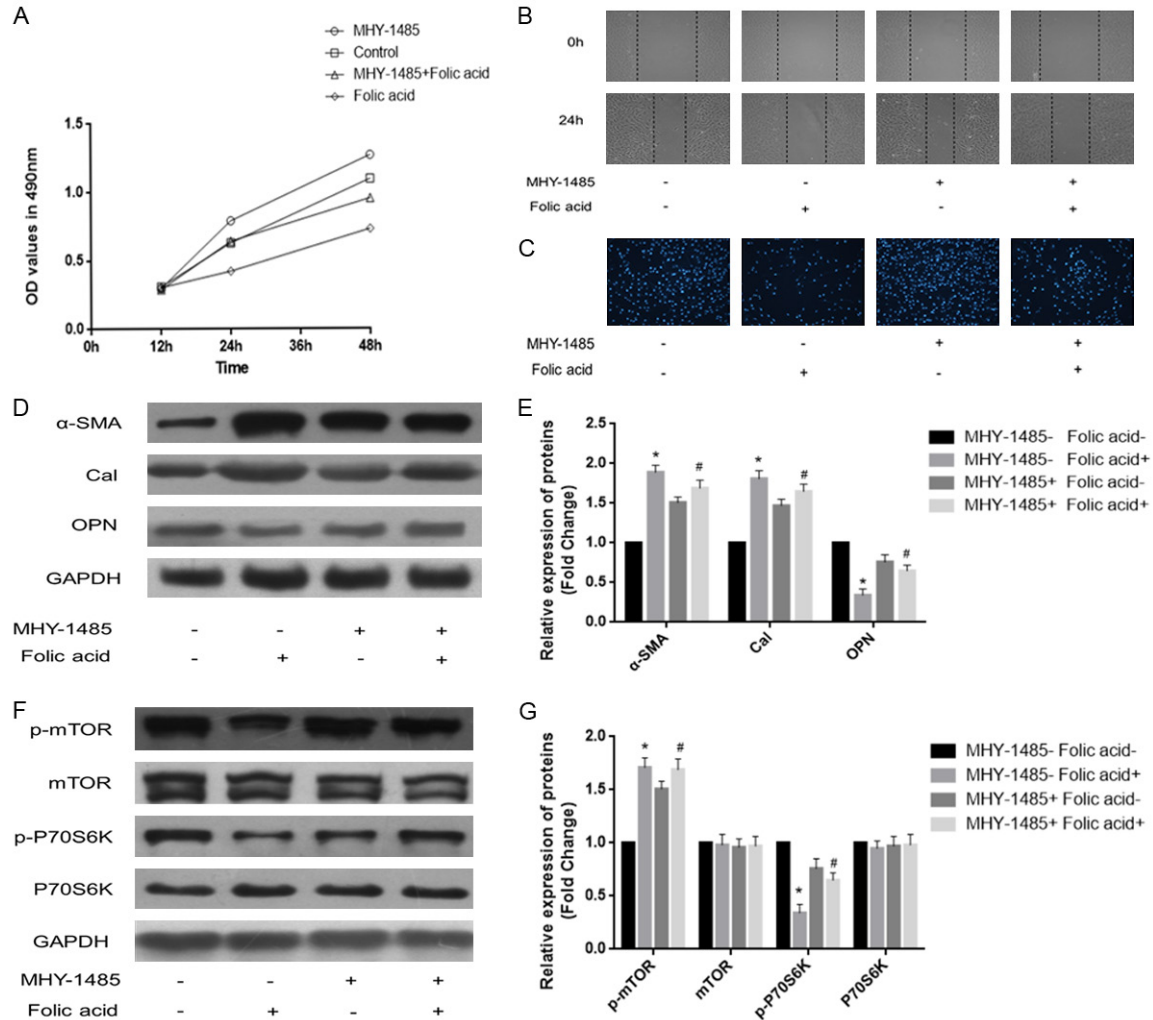 A
MHY-1485
Control
MHY-1485+Folic acid
Folic acid
OD values in 490nm
1.5
1.0
0.5
0.0
0h 12h 24h 36h 48h
Time
B
0h
24h
MHY-1485 - - + +
Folic acid - + - +
C
MHY-1485 - - + +
Folic acid - + - +
D
α-SMA
Cal
OPN
GAPDH
MHY-1485 - - + +
Folic acid - + - +
E
Relative expression of proteins
(Fold Change)
2.5
2.0
1.5
1.0
0.5
0.0
* # * # * #
α-SMA Cal OPN
MHY-1485- Folic acid-
MHY-1485- Folic acid+
MHY-1485+ Folic acid-
MHY-1485+ Folic acid+
F
p-mTOR
mTOR
p-P70S6K
P70S6K
GAPDH
MHY-1485 - - + +
Folic acid - + - +
G
Relative expression of proteins
(Fold Change)
2.0
1.5
1.0
0.5
0.0
* # * #
p-mTOR mTOR p-P70S6K P70S6K
MHY-1485- Folic acid-
MHY-1485- Folic acid+
MHY-1485+ Folic acid-
MHY-1485+ Folic acid+